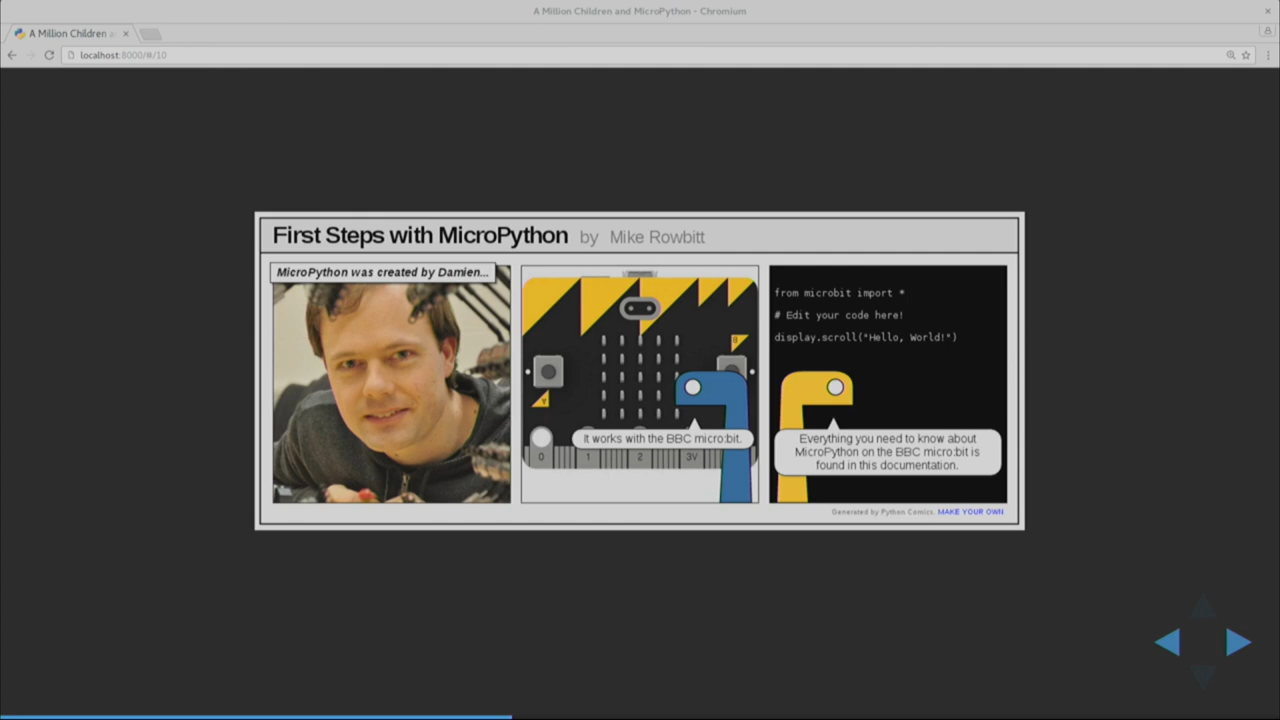 A Million Children and MicroPython - Chromium
A Million Children a
localhost:8000/#/10
First Steps with MicroPython by Mike Rowbitt
MicroPython was created by Damien...
B
A
It works with the BBC micro:bit.
0 1 2 3V
from microbit import *
# Edit your code here!
display.scroll("Hello, World!")
Everything you need to know about
MicroPython on the BBC micro:bit is
found in this documentation.
Generated by Python Comics. MAKE YOUR OWN